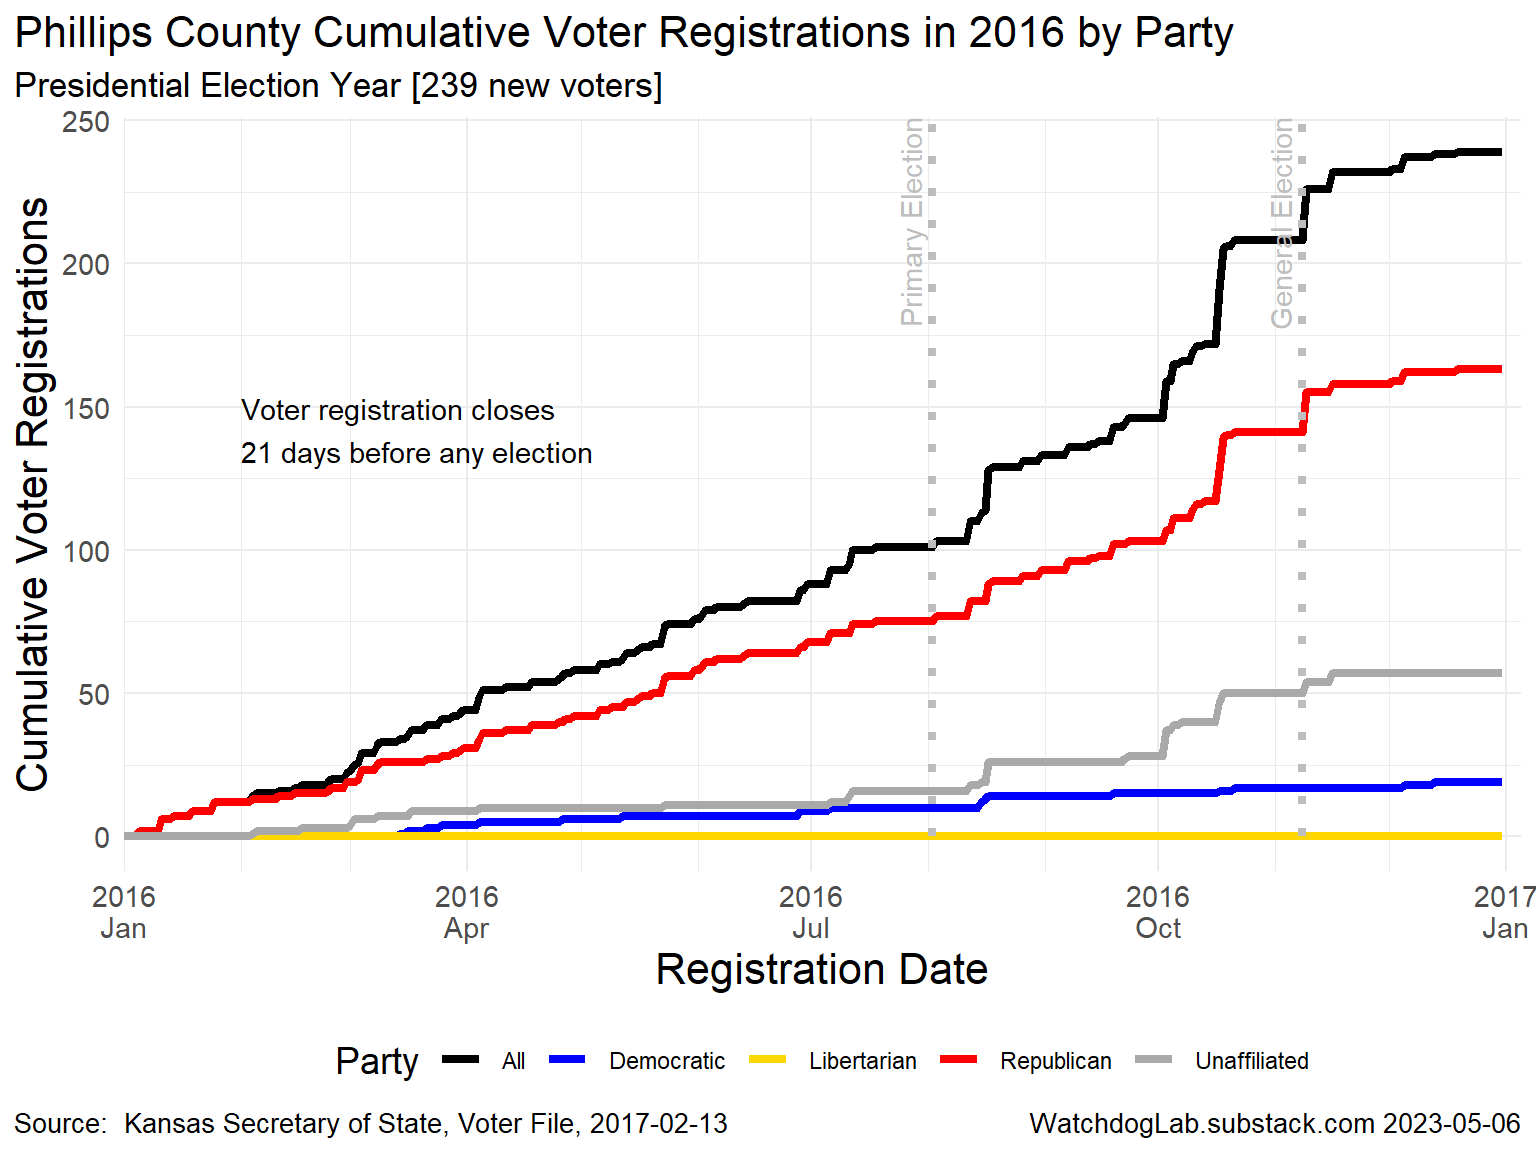 Phillips County Cumulative Voter Registrations in 2016 by Party
Presidential Election Year [239 new voters]
Cumulative Voter Registrations
250
200
150
100
50
0
Primary Election
General Election
Voter registration closes
21 days before any election
2016
Jan
2016
Apr
2016
Jul
2016
Oct
2017
Jan
Registration Date
Party
All
Democratic
Libertarian
Republican
Unaffiliated
Source:  Kansas Secretary of State, Voter File, 2017-02-13
WatchdogLab.substack.com 2023-05-06